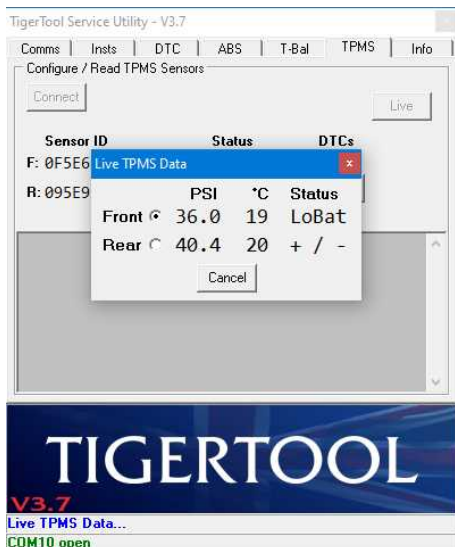 TigerTool Service Utility - V3.7
Comms Insts DTC ABS T-Bal TPMS Info
Configure / Read TPMS Sensors
Connect
Live
Sensor ID Status DTCs
F: 0F5E6
Live TPMS Data x
R: 095E9
PSI °C Status
Front 36.0 19 LoBat
Rear 40.4 20 + / -
Cancel
TIGERTOOL
V3.7
Live TPMS Data...
COM10 open